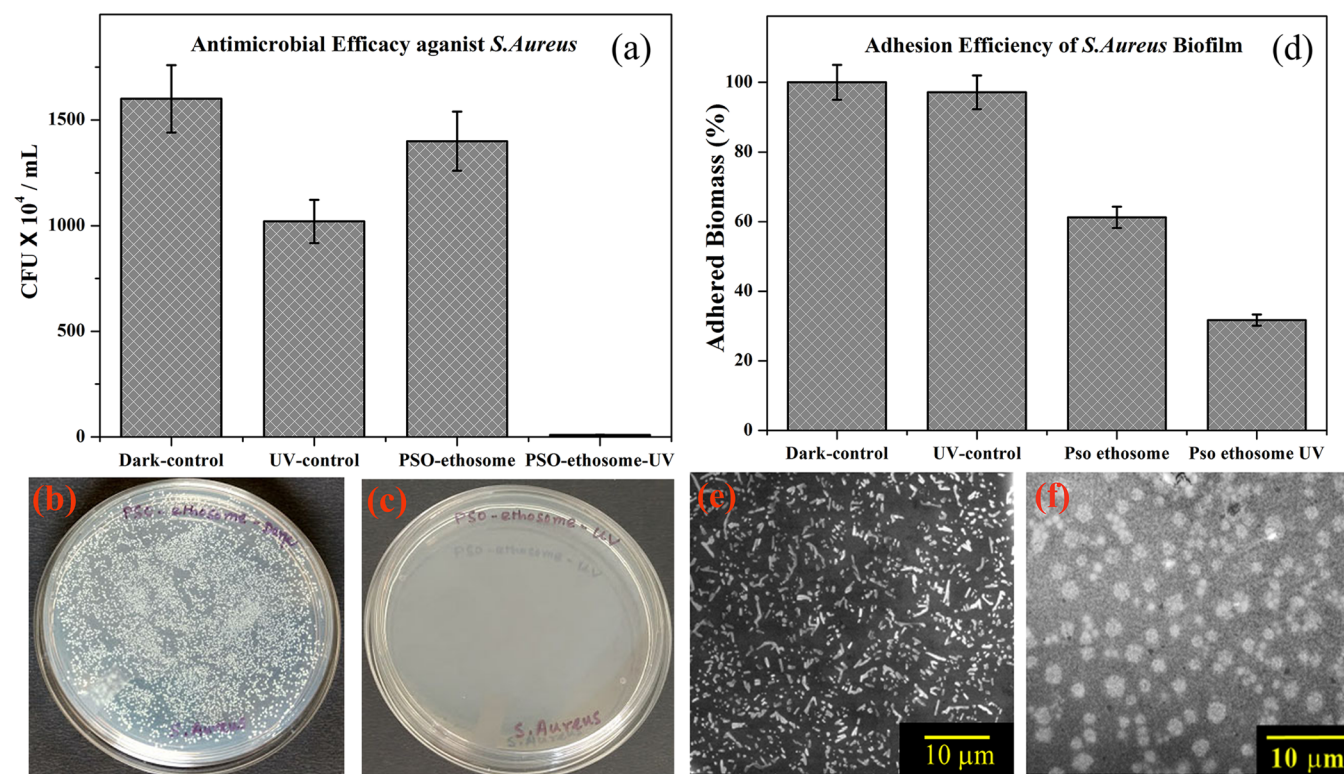 Antimicrobial Efficacy aganist S.Aureus
(a)
CFU X 10⁴ / mL
1500
1000
500
0
Dark-control
UV-control
PSO-ethosome
PSO-ethosome-UV
Adhesion Efficiency of S.Aureus Biofilm
(d)
Adhered Biomass (%)
100
80
60
40
20
0
Dark-control
UV-control
Pso ethosome
Pso ethosome UV
(b)
PSO-ethosome-
S.Aureus
(c)
PSO-ethosome-UV
PSO-ethosome-UV
S.Aureus
S.Aureus
(e)
10 µm
(f)
10 µm